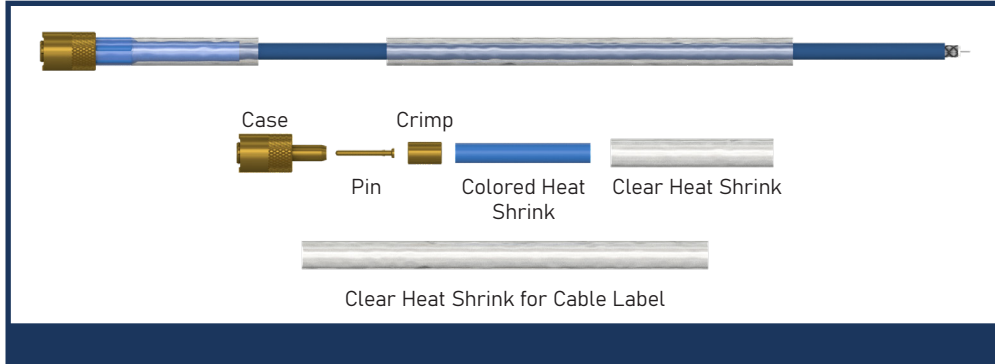 Case
Crimp
Pin
Colored Heat
Shrink
Clear Heat Shrink
Clear Heat Shrink for Cable Label